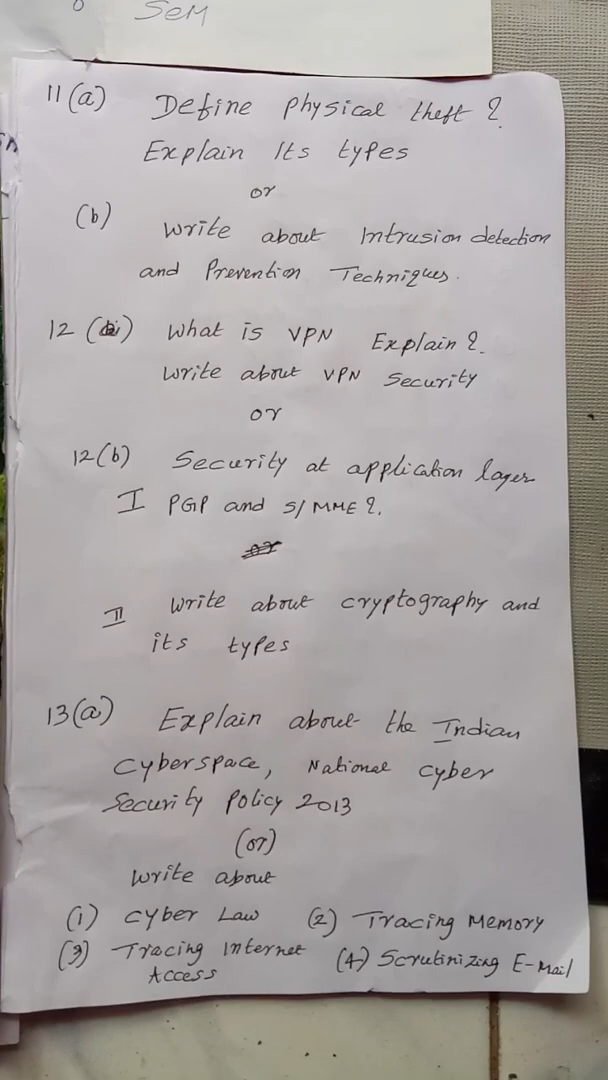 SEM
11(a) Define physical theft ?
Explain Its types
or
(b) Write about Intrusion detection
and Prevention Techniques.
12 (a) What is VPN Explain ?
Write about VPN Security
or
12(b) Security at application layer
I PGP and S/MME ?.
or
II Write about cryptography and
its types
13(a) Explain about the Indian
Cyberspace, National cyber
Security Policy 2013
(or)
Write about
(1) Cyber Law (2) Tracing Memory
(3) Tracing Internet (4) Scrutinizing E-Mail
Access